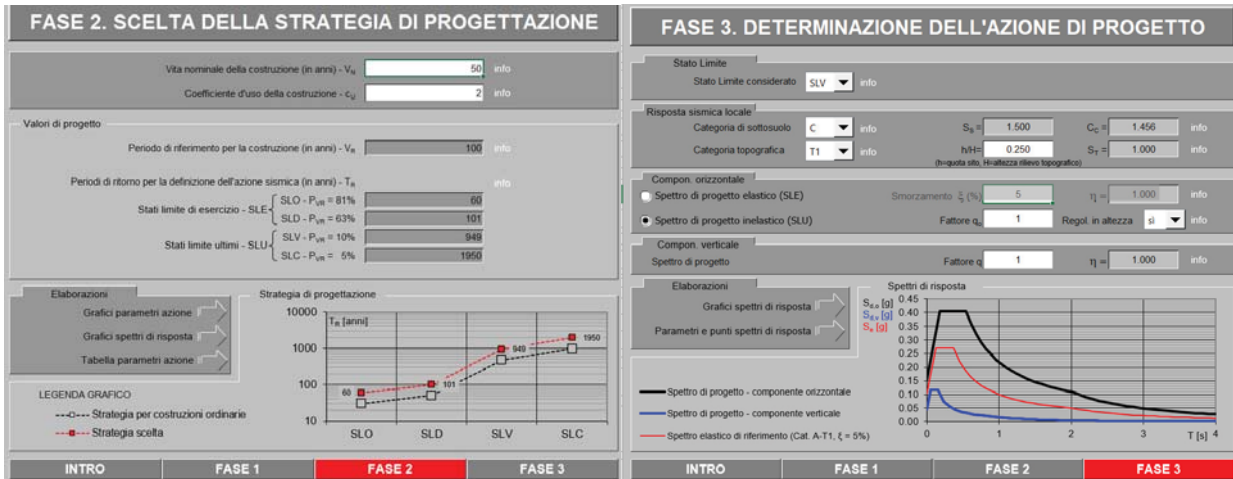 FASE 2. SCELTA DELLA STRATEGIA DI PROGETTAZIONE
Vita nominale della costruzione (in anni) - VN 50 info
Coefficiente d'uso della costruzione - cU 2 info
Valori di progetto
Periodo di riferimento per la costruzione (in anni) - VR 100 info
Periodi di ritorno per la definizione dell'azione sismica (in anni) - TR info
Stati limite di esercizio - SLE
SLO - PVR = 81% 60
SLD - PVR = 63% 101
Stati limite ultimi - SLU
SLV - PVR = 10% 949
SLC - PVR = 5% 1950
Elaborazioni
Grafici parametri azione
Grafici spettri di risposta
Tabella parametri azione
Strategia di progettazione
TR [anni]
10000
1000
100
10
60
101
949
1950
SLO SLD SLV SLC
LEGENDA GRAFICO
Strategia per costruzioni ordinarie
Strategia scelta
INTRO FASE 1 FASE 2 FASE 3
FASE 3. DETERMINAZIONE DELL'AZIONE DI PROGETTO
Stato Limite
Stato Limite considerato SLV info
Risposta sismica locale
Categoria di sottosuolo C info SS = 1.500 CC = 1.456 info
Categoria topografica T1 info h/H= 0.250 ST = 1.000 info
(h=quota sito, H=altezza rilievo topografico)
Compon. orizzontale
Spettro di progetto elastico (SLE) Smorzamento ξ (%) 5 η = 1.000 info
Spettro di progetto inelastico (SLU) Fattore qo 1 Regol. in altezza sì info
Compon. verticale
Spettro di progetto Fattore q 1 η = 1.000 info
Elaborazioni
Grafici spettri di risposta
Parametri e punti spettri di risposta
Spettri di risposta
Sd,o [g]
Sd,v [g]
Se [g]
0.45
0.40
0.35
0.30
0.25
0.20
0.15
0.10
0.05
0.00
0 1 2 3 T [s] 4
Spettro di progetto - componente orizzontale
Spettro di progetto - componente verticale
Spettro elastico di riferimento (Cat. A-T1, ξ = 5%)
INTRO FASE 1 FASE 2 FASE 3